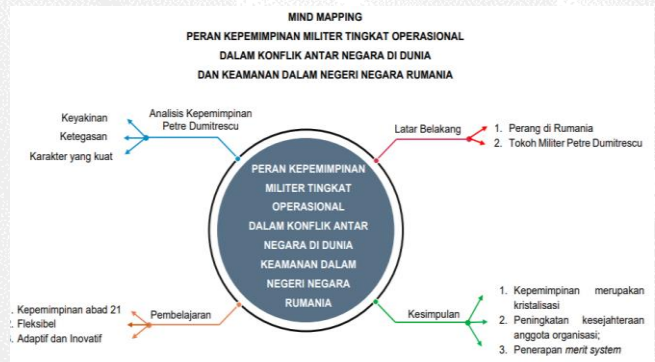 MIND MAPPING
PERAN KEPEMIMPINAN MILITER TINGKAT OPERASIONAL
DALAM KONFLIK ANTAR NEGARA DI DUNIA
DAN KEAMANAN DALAM NEGERI NEGARA RUMANIA
Keyakinan
Ketegasan
Karakter yang kuat
Analisis Kepemimpinan
Petre Dumitrescu
Latar Belakang
1. Perang di Rumania
2. Tokoh Militer Petre Dumitrescu
PERAN KEPEMIMPINAN
MILITER TINGKAT
OPERASIONAL
DALAM KONFLIK ANTAR
NEGARA DI DUNIA
KEAMANAN DALAM
NEGERI NEGARA
RUMANIA
. Kepemimpinan abad 21
. Fleksibel
. Adaptif dan Inovatif
Pembelajaran
Kesimpulan
1. Kepemimpinan merupakan
kristalisasi
2. Peningkatan kesejahteraan
anggota organisasi;
3. Penerapan merit system